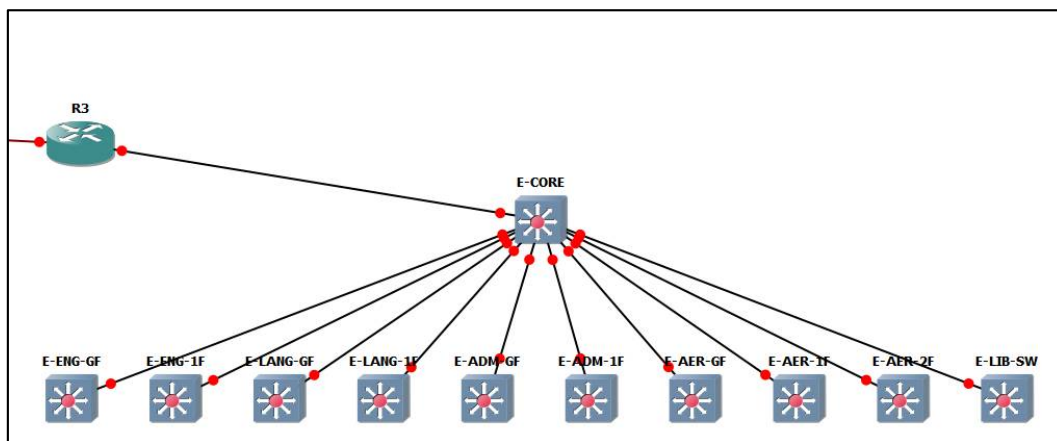 R3
E-CORE
E-ENG-GF
E-ENG-1F
E-LANG-GF
E-LANG-1F
E-ADM-GF
E-ADM-1F
E-AER-GF
E-AER-1F
E-AER-2F
E-LIB-SW